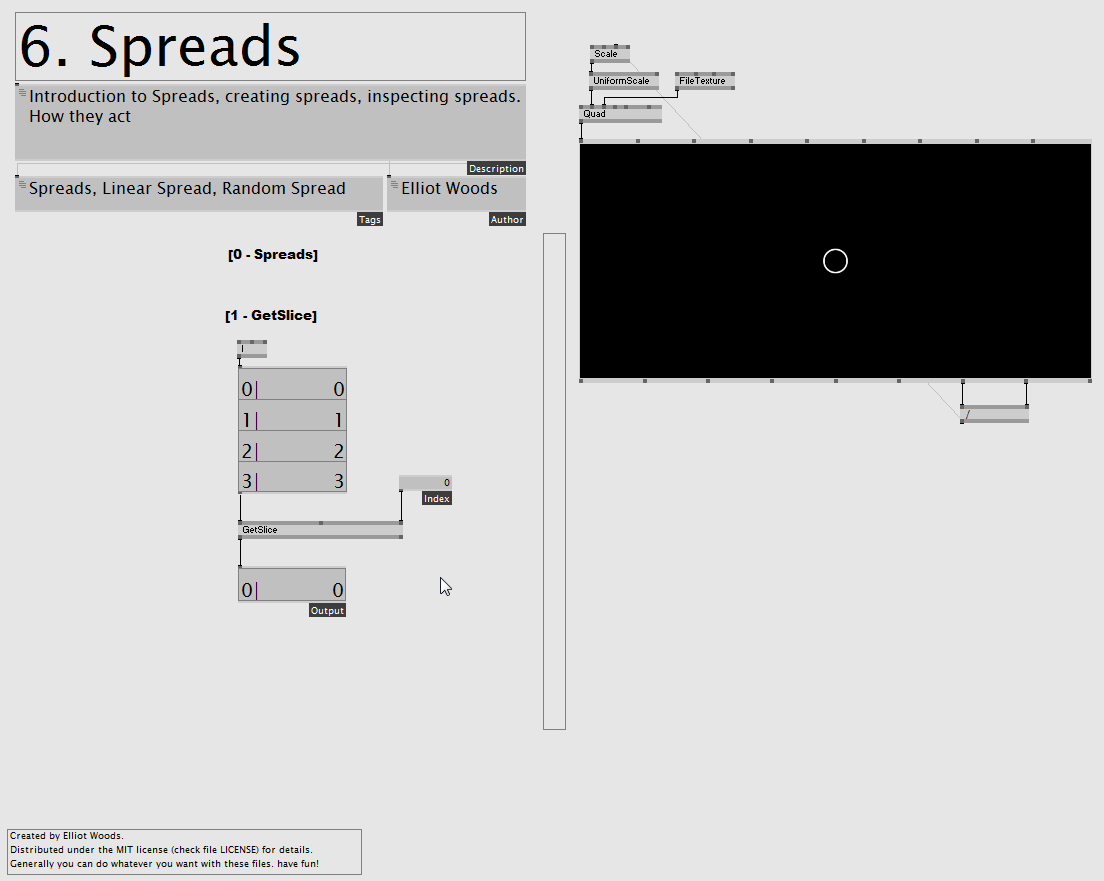 6. Spreads
Introduction to Spreads, creating spreads, inspecting spreads.
How they act
Description
Spreads, Linear Spread, Random Spread
Tags
Elliot Woods
Author
[0 - Spreads]
[1 - GetSlice]
I
0 0
1 1
2 2
3 3
0
Index
GetSlice
0 0
Output
Scale
UniformScale
FileTexture
Quad
/
Created by Elliot Woods.
Distributed under the MIT license (check file LICENSE) for details.
Generally you can do whatever you want with these files. have fun!